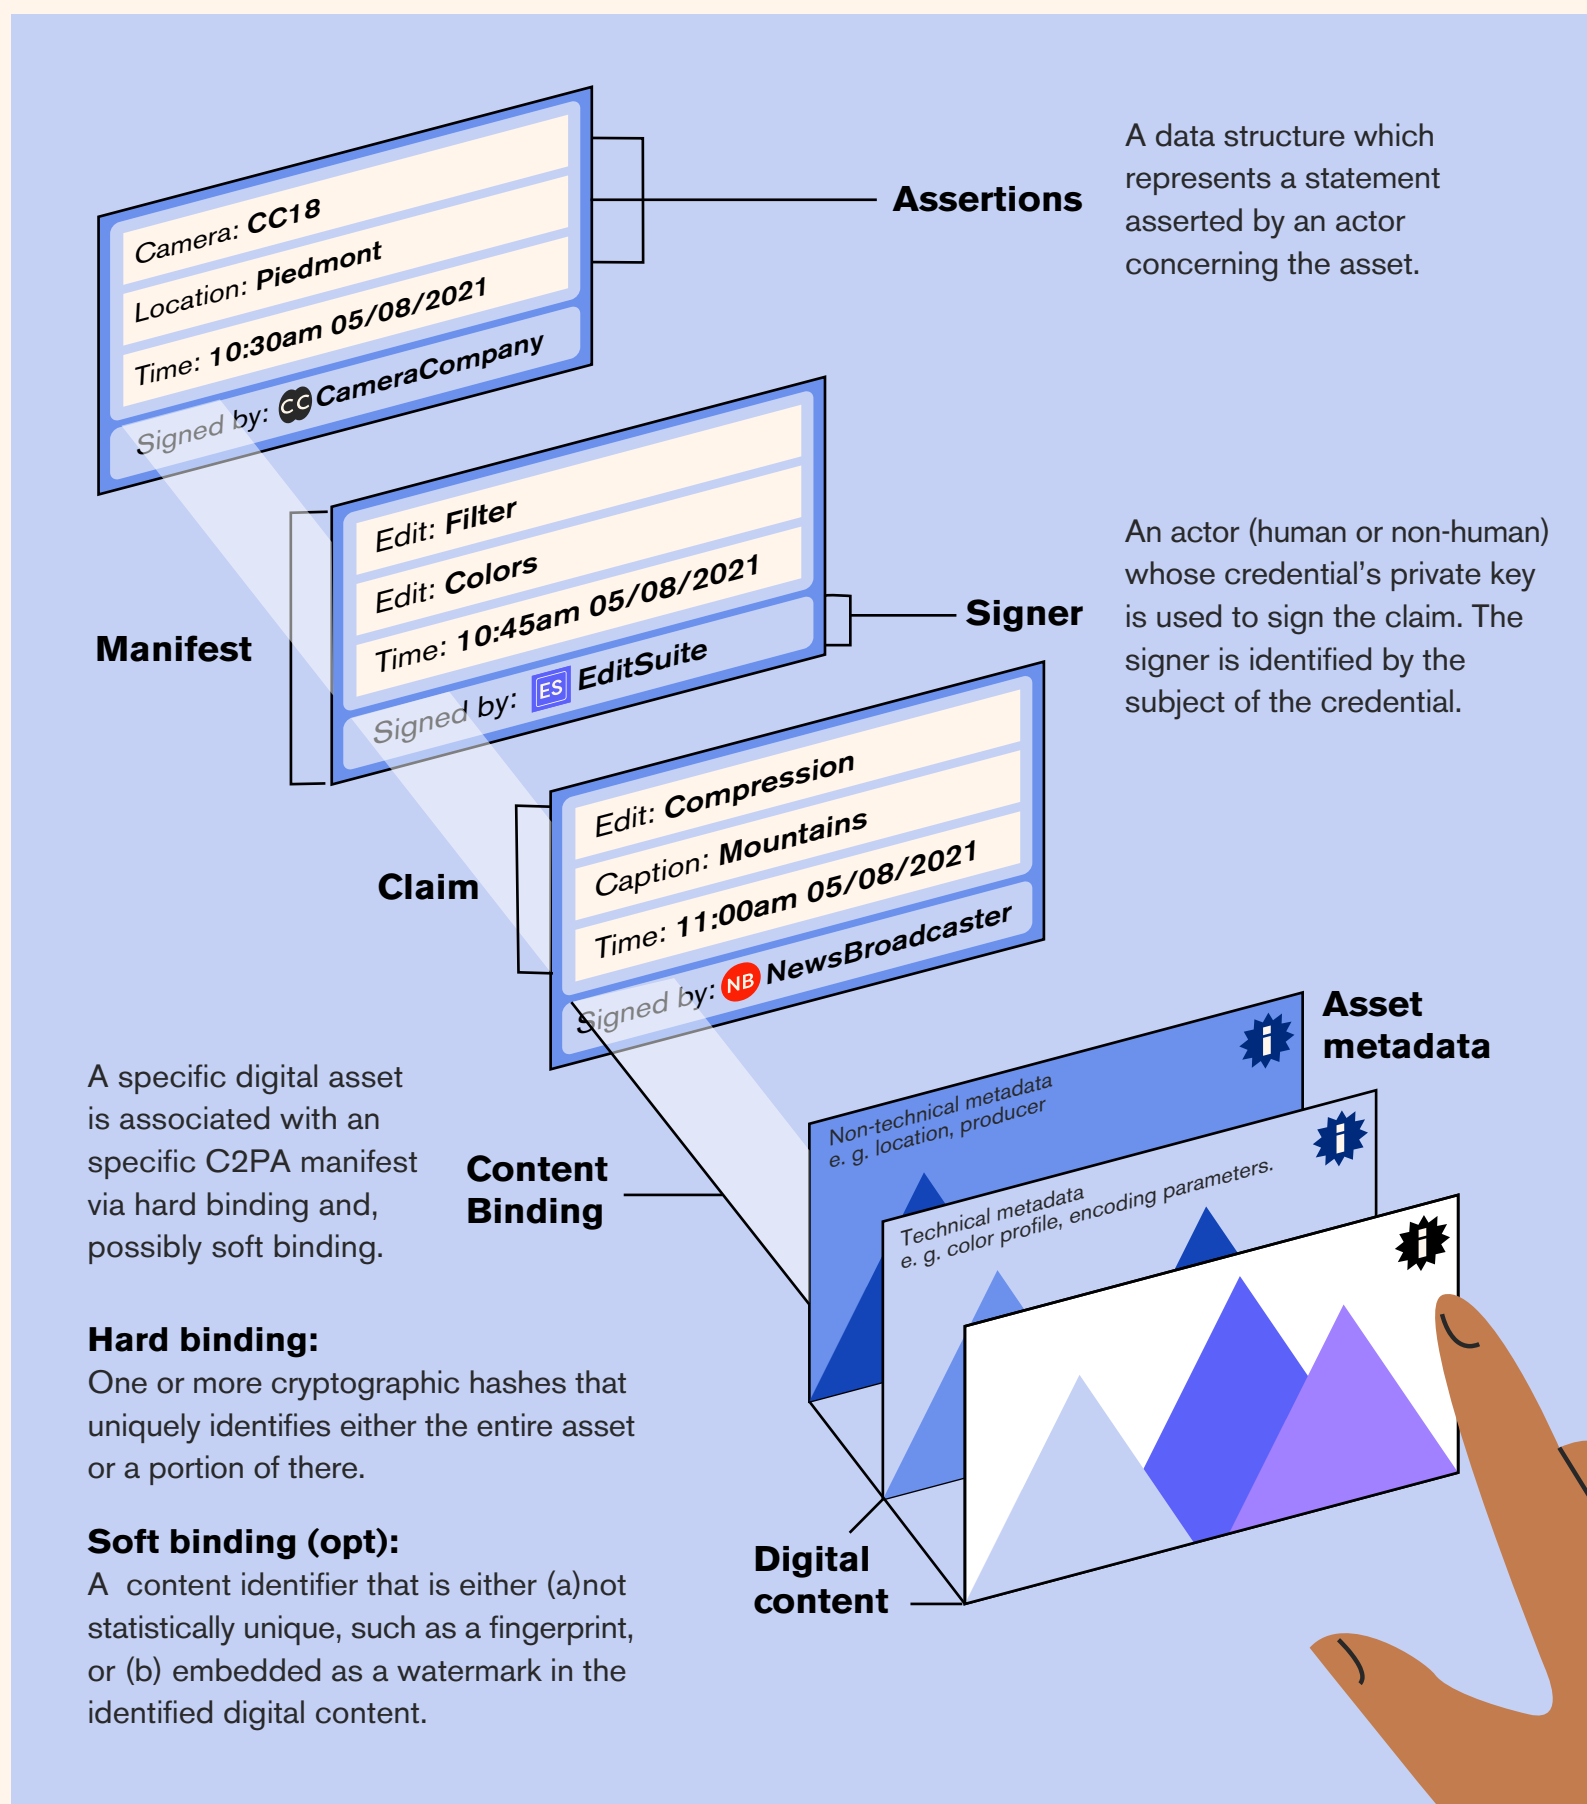 Camera: CC18
Location: Piedmont
Time: 10:30am 05/08/2021
Signed by: CC CameraCompany
Assertions
A data structure which
represents a statement
asserted by an actor
concerning the asset.
Manifest
Edit: Filter
Edit: Colors
Time: 10:45am 05/08/2021
Signed by: ES EditSuite
Signer
An actor (human or non-human)
whose credential’s private key
is used to sign the claim. The
signer is identified by the
subject of the credential.
Claim
Edit: Compression
Caption: Mountains
Time: 11:00am 05/08/2021
Signed by: NB NewsBroadcaster
Asset
metadata
i
Non-technical metadata
e. g. location, producer
i
Technical metadata
e. g. color profile, encoding parameters.
i
A specific digital asset
is associated with an
specific C2PA manifest
via hard binding and,
possibly soft binding.
Content
Binding
Hard binding:
One or more cryptographic hashes that
uniquely identifies either the entire asset
or a portion of there.
Soft binding (opt):
A  content identifier that is either (a)not
statistically unique, such as a fingerprint,
or (b) embedded as a watermark in the
identified digital content.
Digital
content